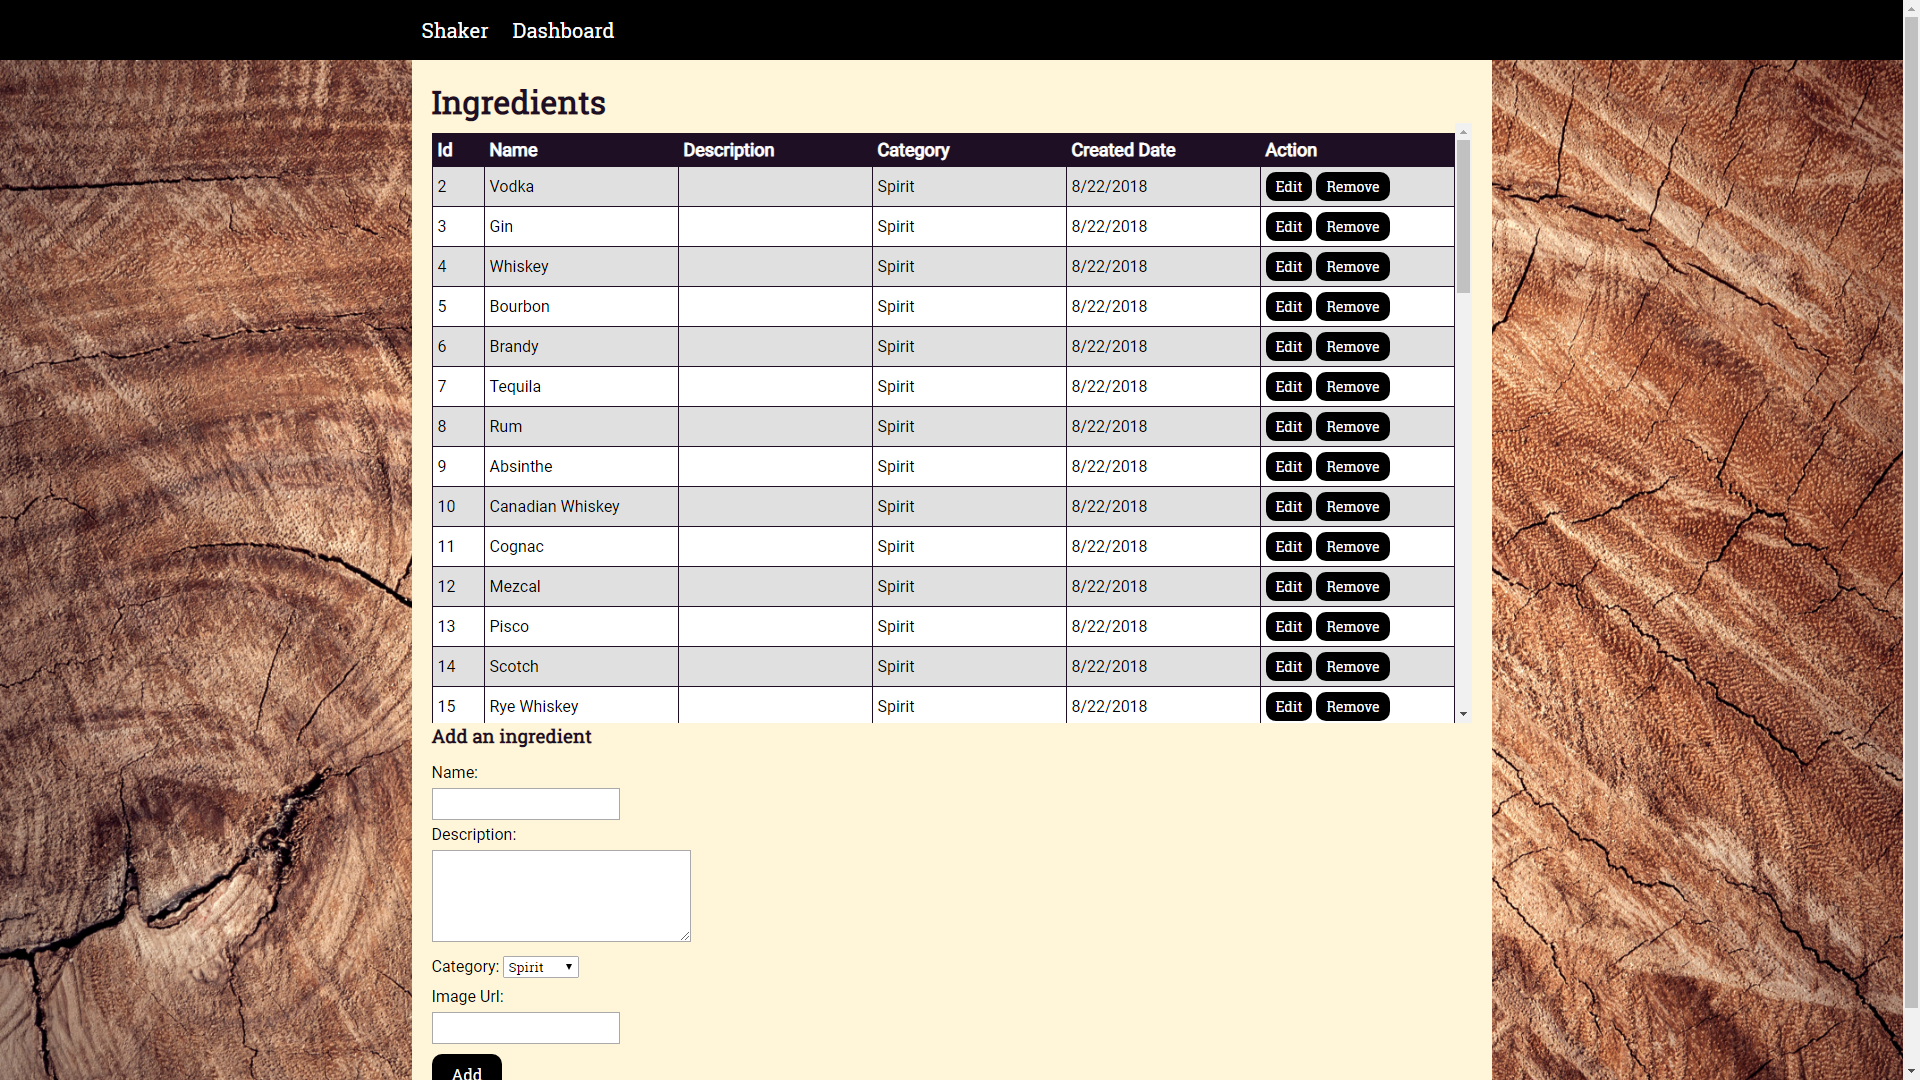 Shaker Dashboard
Ingredients
Id Name Description Category Created Date Action
2 Vodka Spirit 8/22/2018 Edit Remove
3 Gin Spirit 8/22/2018 Edit Remove
4 Whiskey Spirit 8/22/2018 Edit Remove
5 Bourbon Spirit 8/22/2018 Edit Remove
6 Brandy Spirit 8/22/2018 Edit Remove
7 Tequila Spirit 8/22/2018 Edit Remove
8 Rum Spirit 8/22/2018 Edit Remove
9 Absinthe Spirit 8/22/2018 Edit Remove
10 Canadian Whiskey Spirit 8/22/2018 Edit Remove
11 Cognac Spirit 8/22/2018 Edit Remove
12 Mezcal Spirit 8/22/2018 Edit Remove
13 Pisco Spirit 8/22/2018 Edit Remove
14 Scotch Spirit 8/22/2018 Edit Remove
15 Rye Whiskey Spirit 8/22/2018 Edit Remove
Add an ingredient
Name:
Description:
Category: Spirit
Image Url:
Add